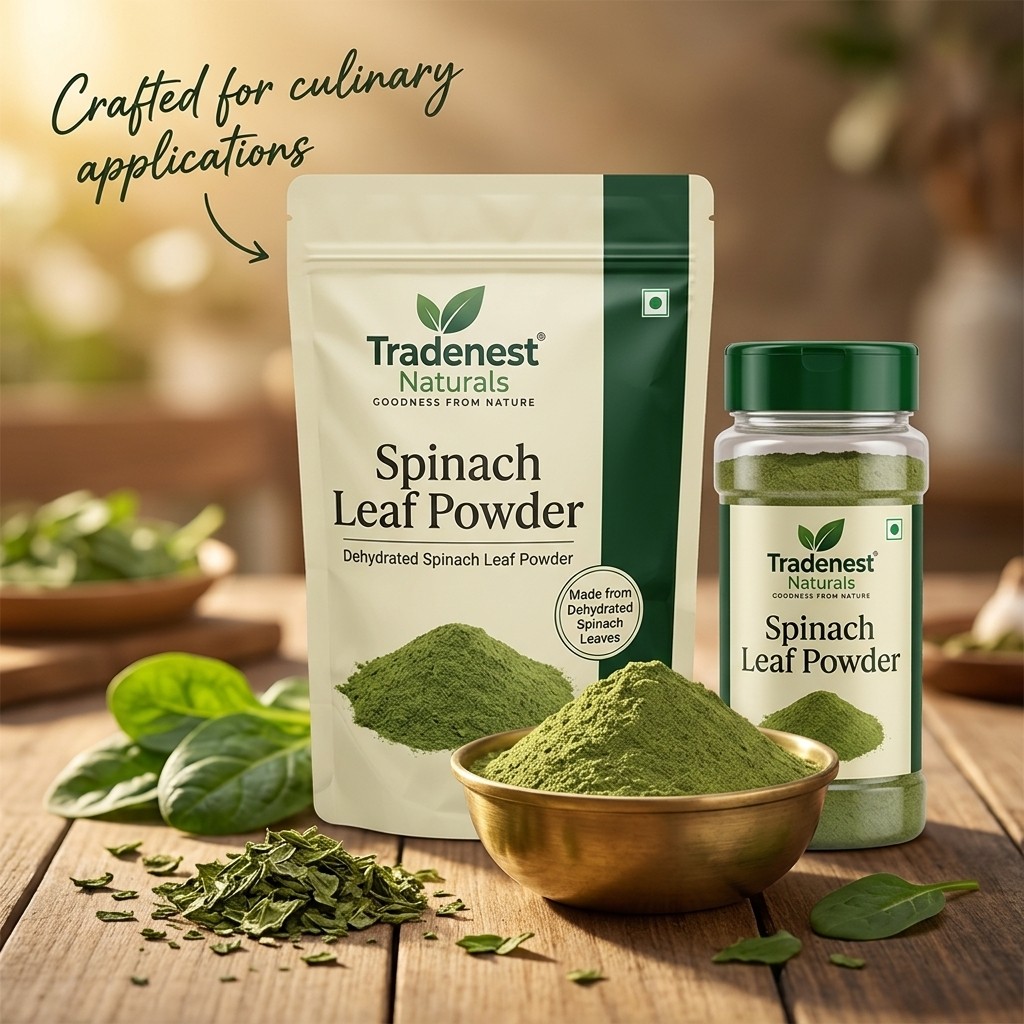 Crafted for culinary
applications
Tradenest®
Naturals
GOODNESS FROM NATURE
Spinach
Leaf Powder
Dehydrated Spinach Leaf Powder
Made from
Dehydrated
Spinach
Leaves
Tradenest®
Naturals
GOODNESS FROM NATURE
Spinach
Leaf Powder